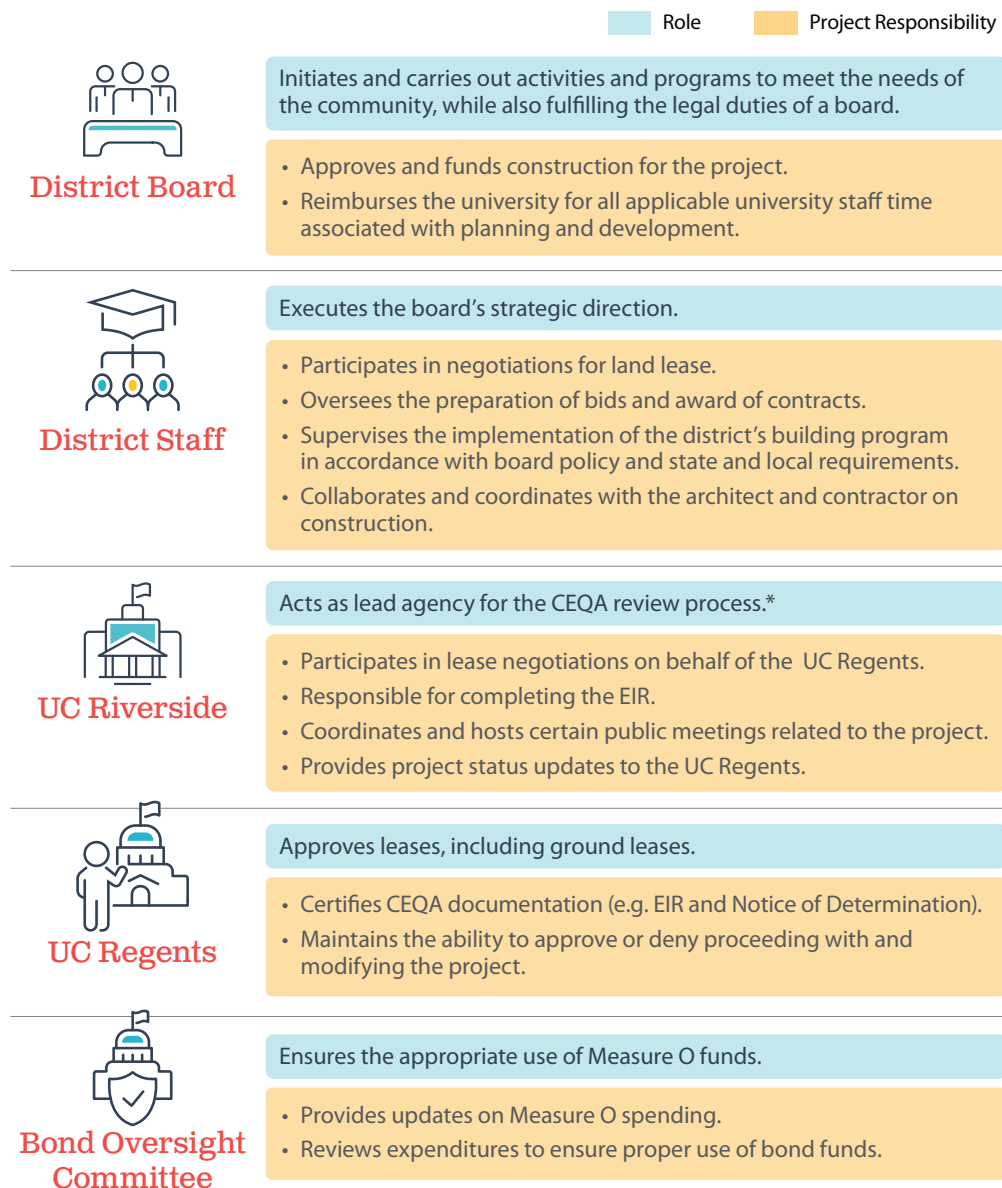 Role
Project Responsibility
District Board
Initiates and carries out activities and programs to meet the needs of
the community, while also fulfilling the legal duties of a board.
• Approves and funds construction for the project.
• Reimburses the university for all applicable university staff time
associated with planning and development.
District Staff
Executes the board's strategic direction.
• Participates in negotiations for land lease.
• Oversees the preparation of bids and award of contracts.
• Supervises the implementation of the district's building program
in accordance with board policy and state and local requirements.
• Collaborates and coordinates with the architect and contractor on
construction.
UC Riverside
Acts as lead agency for the CEQA review process.*
• Participates in lease negotiations on behalf of the UC Regents.
• Responsible for completing the EIR.
• Coordinates and hosts certain public meetings related to the project.
• Provides project status updates to the UC Regents.
UC Regents
Approves leases, including ground leases.
• Certifies CEQA documentation (e.g. EIR and Notice of Determination).
• Maintains the ability to approve or deny proceeding with and
modifying the project.
Bond Oversight
Committee
Ensures the appropriate use of Measure O funds.
• Provides updates on Measure O spending.
• Reviews expenditures to ensure proper use of bond funds.